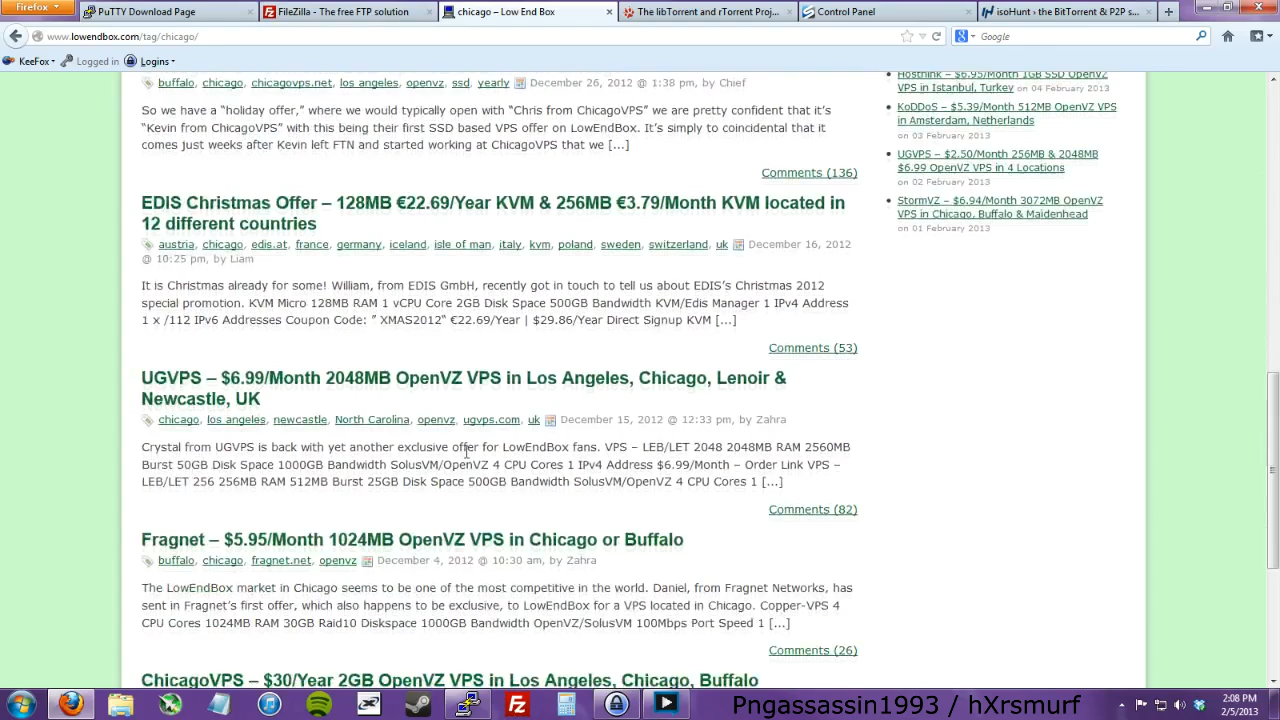 Firefox
PuTTY Download Page
FileZilla - The free FTP solution
chicago – Low End Box
The libTorrent and rTorrent Proj...
Control Panel
isoHunt › the BitTorrent & P2P s...
www.lowendbox.com/tag/chicago/
Google
KeeFox
Logged in
Logins
buffalo, chicago, chicagovps.net, los angeles, openvz, ssd, yearly December 26, 2012 @ 1:38 pm, by Chief
So we have a “holiday offer,” where would typically open with “Chris from ChicagoVPS” we are pretty confident that it’s
“Kevin from ChicagoVPS” with this being their first SSD based VPS offer on LowEndBox. It’s simply to coincidental that it
comes just weeks after Kevin left FTN and started working at ChicagoVPS that we [...]
Comments (136)
EDIS Christmas Offer – 128MB €22.69/Year KVM & 256MB €3.79/Month KVM located in
12 different countries
austria, chicago, edis.at, france, germany, iceland, isle of man, italy, kvm, poland, sweden, switzerland, uk December 16, 2012
@ 10:25 pm, by Liam
It is Christmas already for some! William, from EDIS GmbH, recently got in touch to tell us about EDIS’s Christmas 2012
special promotion. KVM Micro 128MB RAM 1 vCPU Core 2GB Disk Space 500GB Bandwidth KVM/Edis Manager 1 IPv4 Address
1 x /112 IPv6 Addresses Coupon Code: ” XMAS2012“ €22.69/Year | $29.86/Year Direct Signup KVM [...]
Comments (53)
UGVPS – $6.99/Month 2048MB OpenVZ VPS in Los Angeles, Chicago, Lenoir &
Newcastle, UK
chicago, los angeles, newcastle, North Carolina, openvz, ugvps.com, uk December 15, 2012 @ 12:33 pm, by Zahra
Crystal from UGVPS is back with yet another exclusive offer for LowEndBox fans. VPS – LEB/LET 2048 2048MB RAM 2560MB
Burst 50GB Disk Space 1000GB Bandwidth SolusVM/OpenVZ 4 CPU Cores 1 IPv4 Address $6.99/Month – Order Link VPS –
LEB/LET 256 256MB RAM 512MB Burst 25GB Disk Space 500GB Bandwidth SolusVM/OpenVZ 4 CPU Cores 1 [...]
Comments (82)
Fragnet – $5.95/Month 1024MB OpenVZ VPS in Chicago or Buffalo
buffalo, chicago, fragnet.net, openvz December 4, 2012 @ 10:30 am, by Zahra
The LowEndBox market in Chicago seems to be one of the most competitive in the world. Daniel, from Fragnet Networks, has
sent in Fragnet’s first offer, which also happens to be exclusive, to LowEndBox for a VPS located in Chicago. Copper-VPS 4
CPU Cores 1024MB RAM 30GB Raid10 Diskspace 1000GB Bandwidth OpenVZ/SolusVM 100Mbps Port Speed 1 [...]
Comments (26)
ChicagoVPS – $30/Year 2GB OpenVZ VPS in Los Angeles, Chicago, Buffalo
Hostlink – $6.95/Month 1GB SSD OpenVZ
VPS in Istanbul, Turkey on 04 February 2013
KoDDoS – $5.39/Month 512MB OpenVZ VPS
in Amsterdam, Netherlands
on 03 February 2013
UGVPS – $2.50/Month 256MB & 2048MB
$6.99 OpenVZ VPS in 4 Locations
on 02 February 2013
StormVZ – $6.94/Month 3072MB OpenVZ
VPS in Chicago, Buffalo & Maidenhead
on 01 February 2013
Pngassassin1993 / hXrsmurf
2:08 PM
2/5/2013